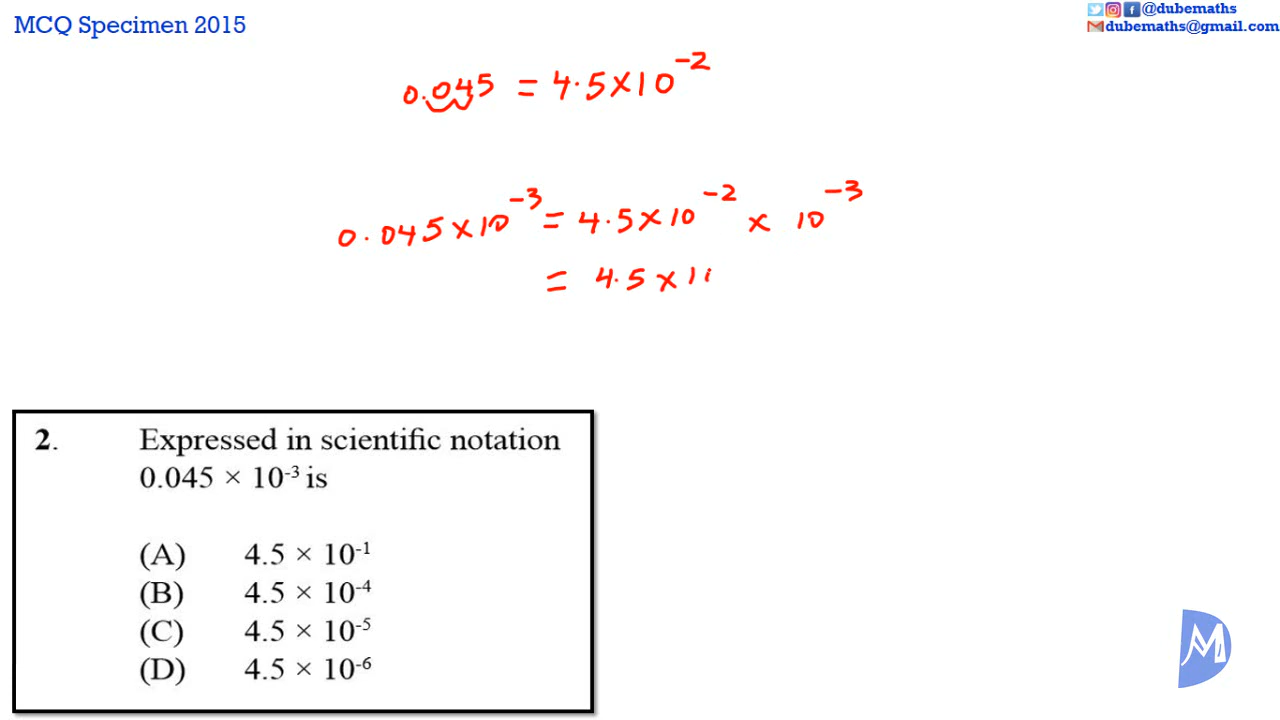 MCQ Specimen 2015
@dubemaths
dubemaths@gmail.com
0.045 = 4.5×10⁻²
0.045×10⁻³ = 4.5×10⁻² × 10⁻³
= 4.5×1
2. Expressed in scientific notation
0.045 × 10⁻³ is
(A) 4.5 × 10⁻¹
(B) 4.5 × 10⁻⁴
(C) 4.5 × 10⁻⁵
(D) 4.5 × 10⁻⁶
M